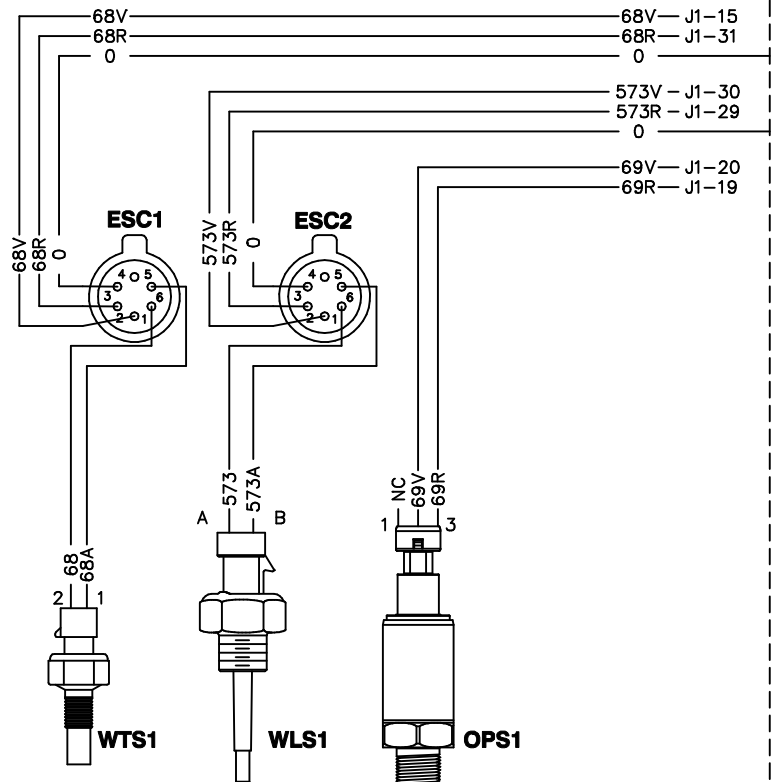 68V 68V J1-15
68R 68R J1-31
0 0
573V J1-30
573R J1-29
0
69V J1-20
69R J1-19
ESC1 ESC2
68V 68R 0 573V 573R 0
4 5 4 5
3 6 3 6
2 1 2 1
573 573A NC 69V 69R
A B 1 3
68 68A
2 1
WTS1 WLS1 OPS1